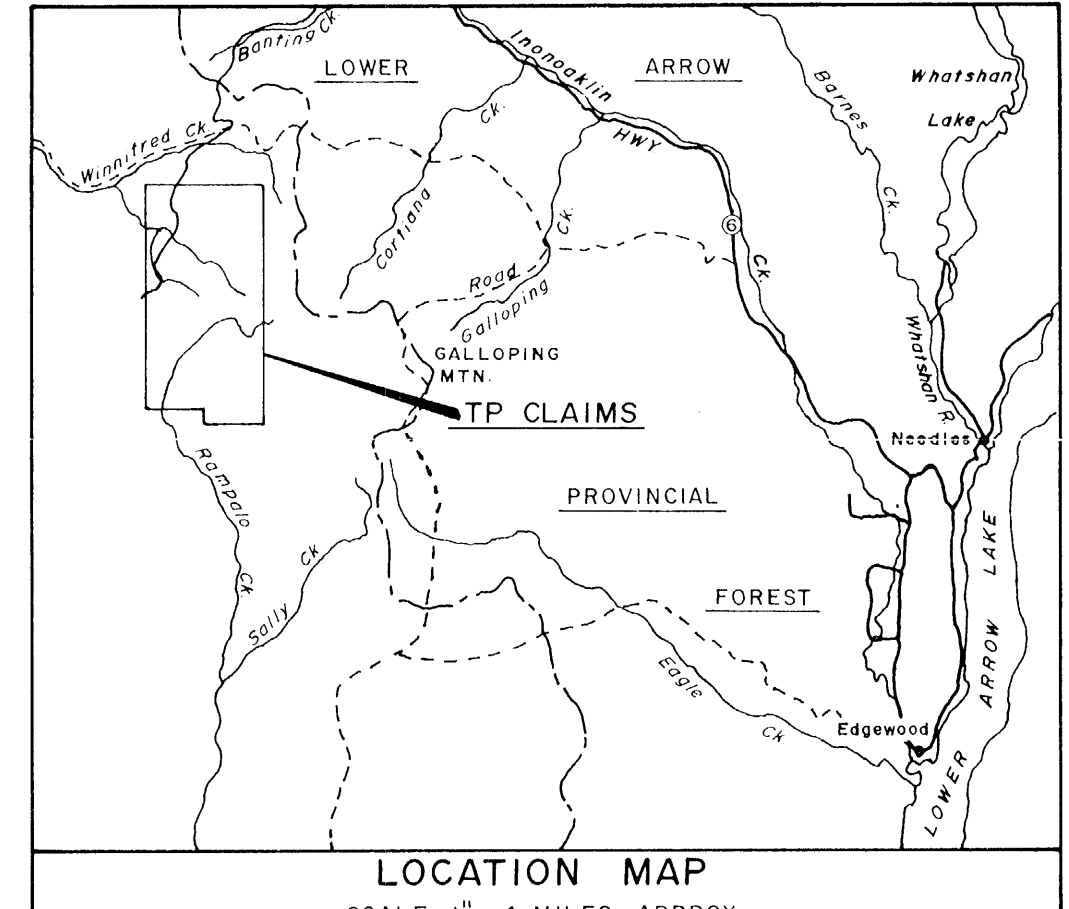 Banting Ck.
LOWER
Inonoaklin
ARROW
Barnes
Whatshan
Lake
Winnifred Ck.
Ck.
HWY
Ck.
Cortiana
Ck.
6
Ck.
Road
Galloping
GALLOPING
MTN.
Whatshan R.
TP CLAIMS
Needles
Rampalo
Ck.
PROVINCIAL
Sally Ck
FOREST
Eagle
Ck
Edgewood
LOWER ARROW LAKE
LOCATION MAP